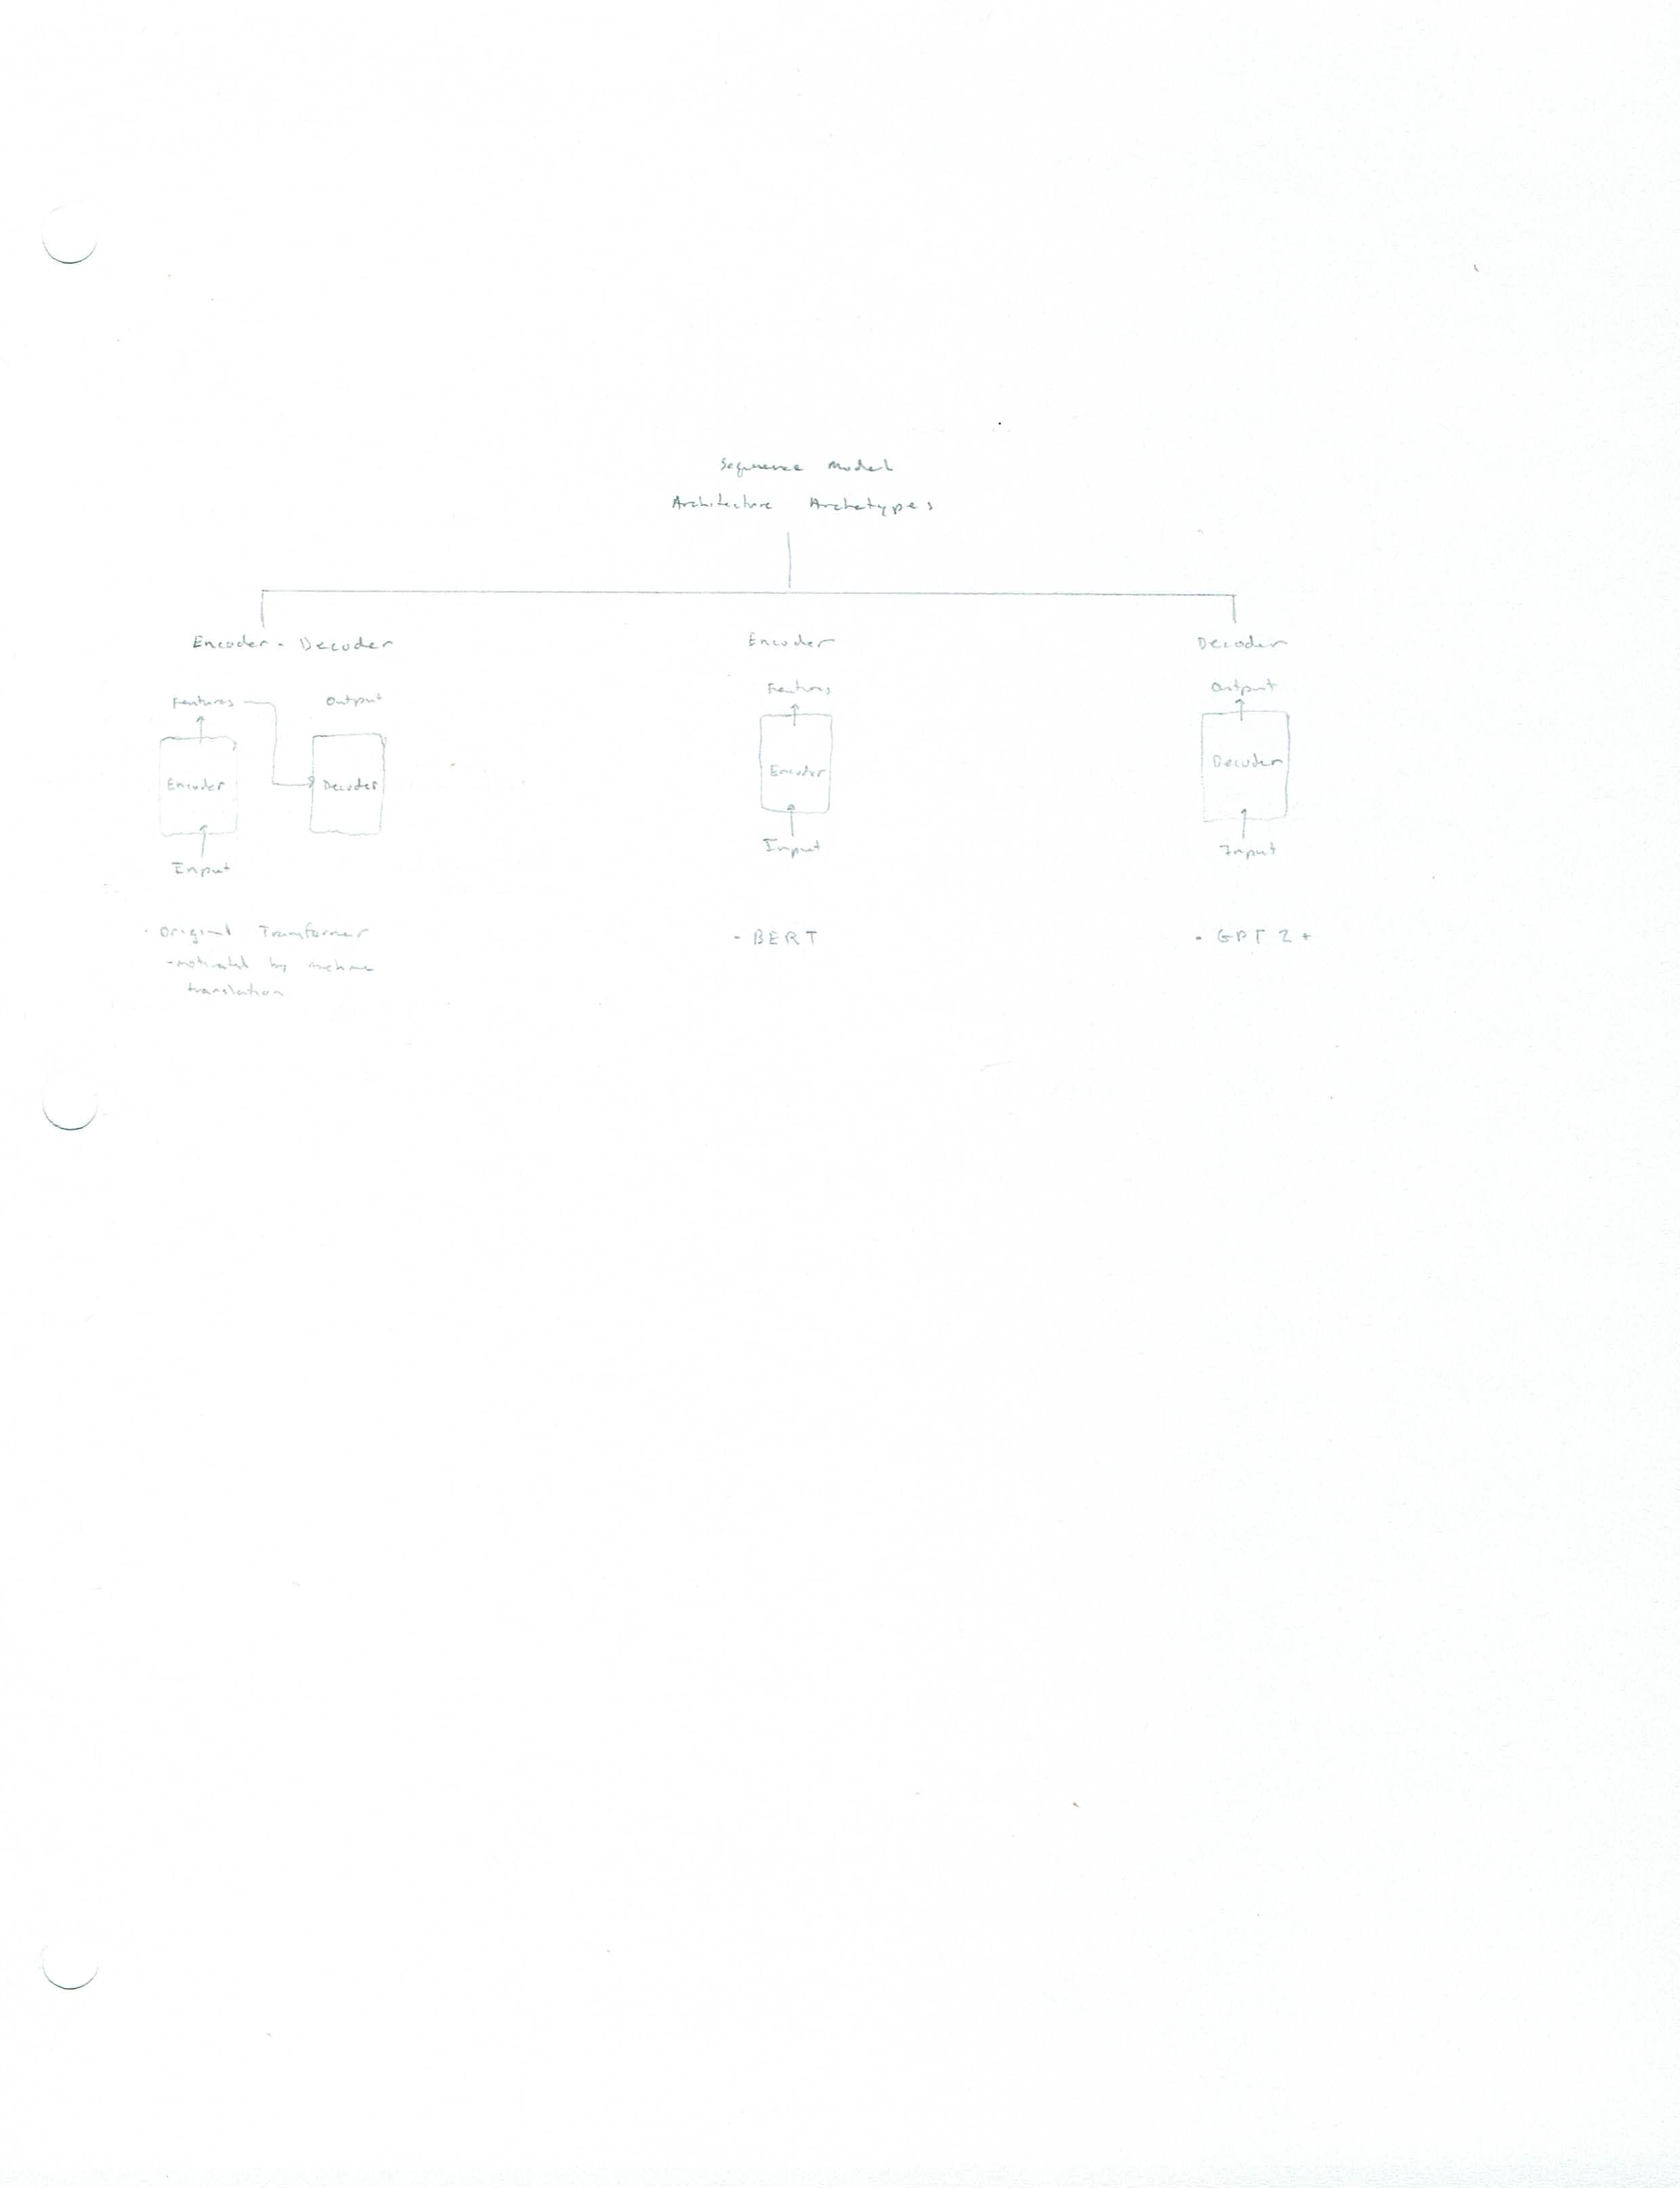 Sequence Model
Architecture Archetypes
Encoder - Decoder
Features
Output
Encoder
Decoder
Input
- Original Transformer
- motivated by machine
translation
Encoder
Features
Encoder
Input
- BERT
Decoder
Output
Decoder
Input
- GPT 2+